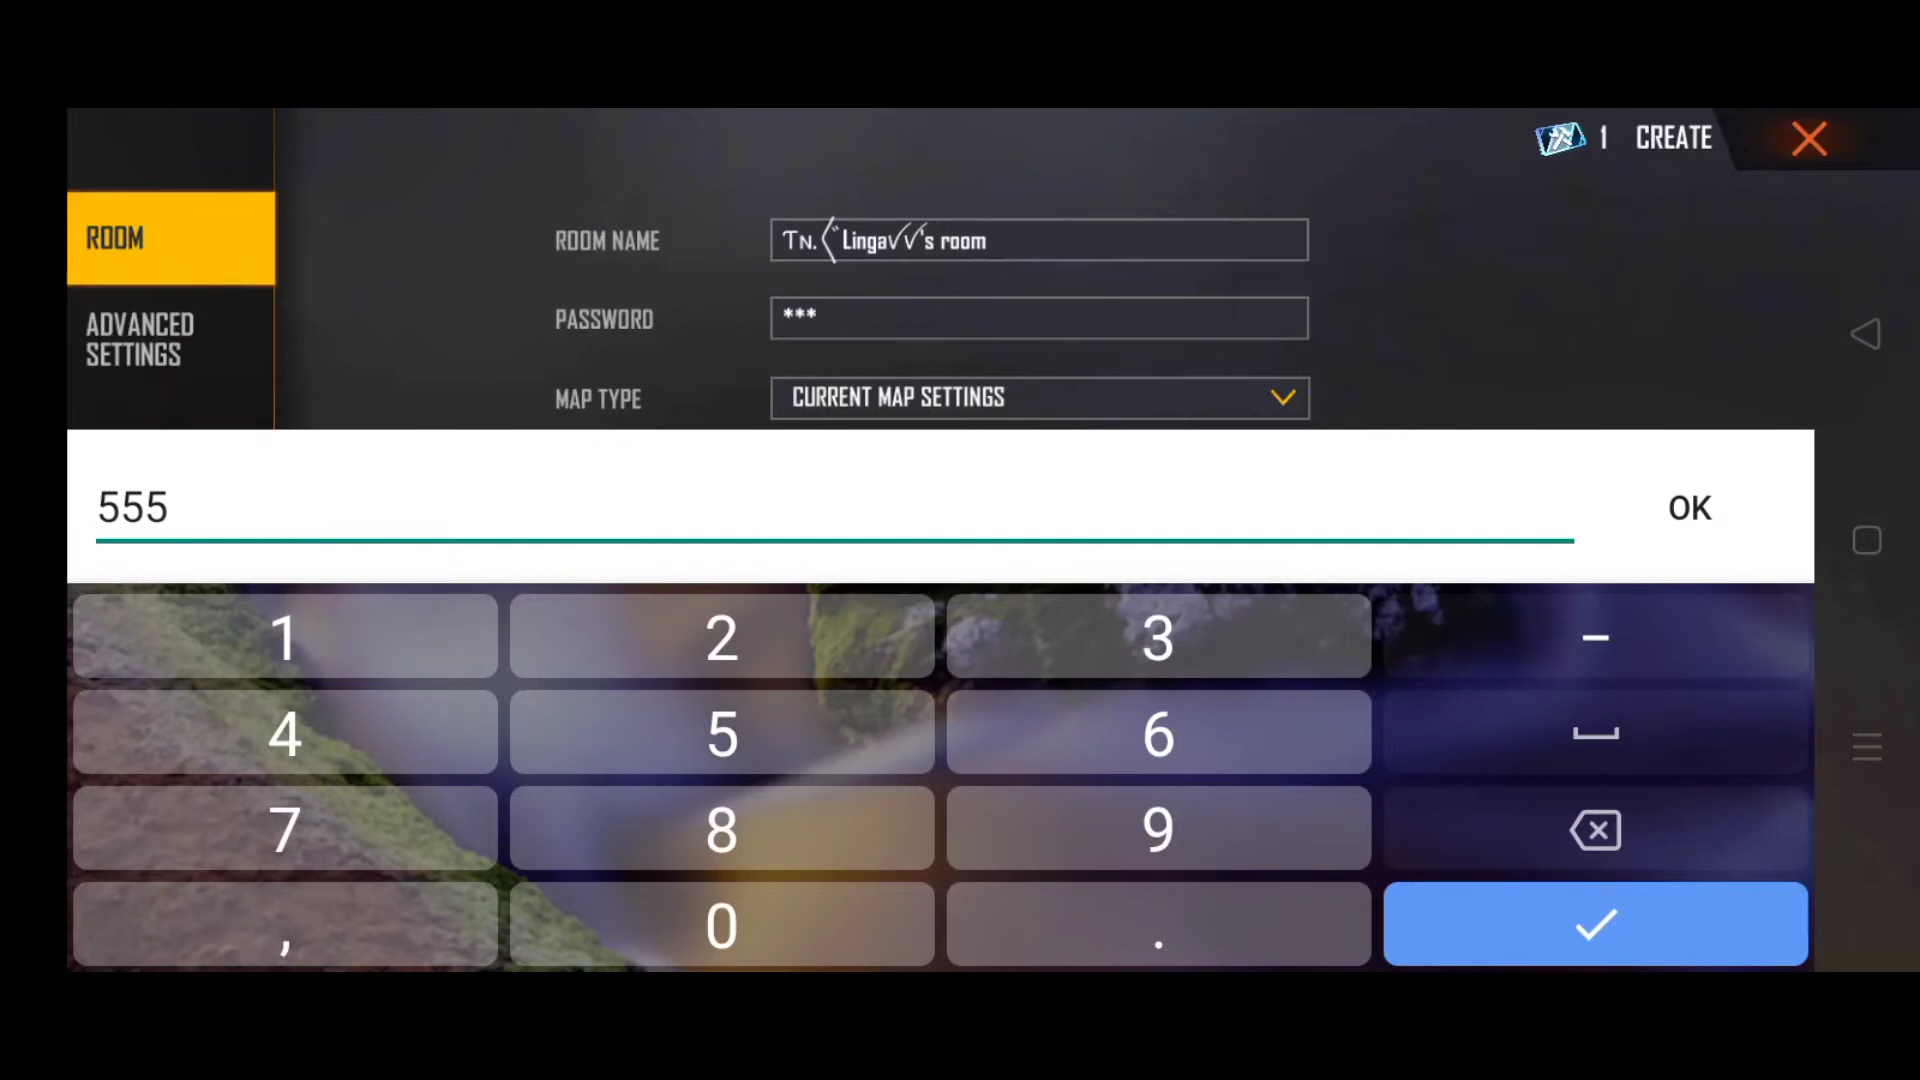 1 CREATE
ROOM
ROOM NAME
Tn.〈"Linga√√'s room
PASSWORD
***
ADVANCED
SETTINGS
MAP TYPE
CURRENT MAP SETTINGS
555
OK
1 2 3 –
4 5 6
7 8 9
, 0 .